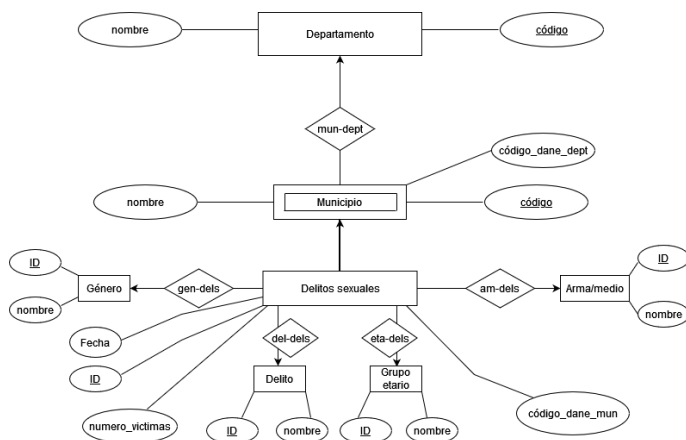 nombre
Departamento
código
mun-dept
código_dane_dept
nombre
Municipio
código
ID
Género
gen-dels
Delitos sexuales
am-dels
Arma/medio
ID
nombre
nombre
Fecha
del-dels
eta-dels
ID
Delito
Grupo
etario
numero_victimas
ID
nombre
ID
nombre
código_dane_mun